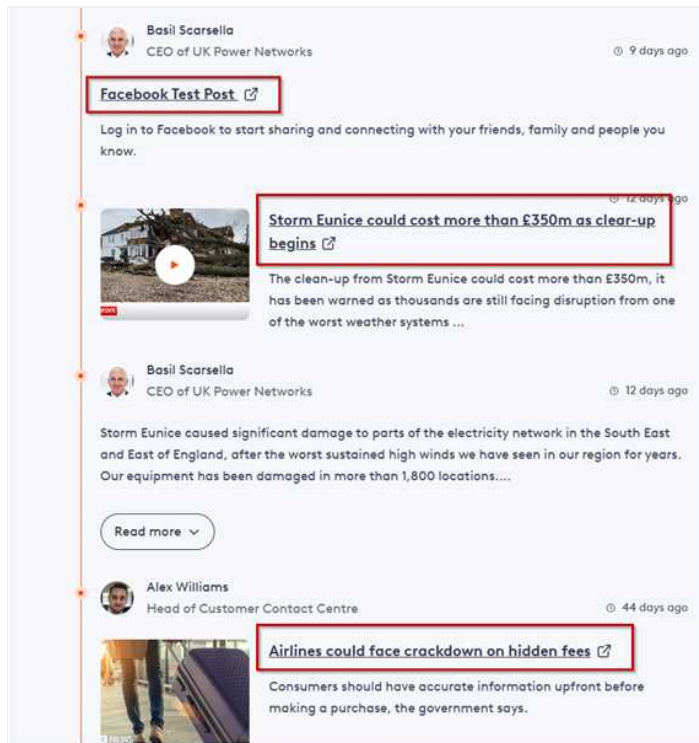 Basil Scarsella
CEO of UK Power Networks
9 days ago
Facebook Test Post
Log in to Facebook to start sharing and connecting with your friends, family and people you
know.
12 days ago
Storm Eunice could cost more than £350m as clear-up
begins
The clean-up from Storm Eunice could cost more than £350m, it
has been warned as thousands are still facing disruption from one
of the worst weather systems ...
Basil Scarsella
CEO of UK Power Networks
12 days ago
Storm Eunice caused significant damage to parts of the electricity network in the South East
and East of England, after the worst sustained high winds we have seen in our region for years.
Our equipment has been damaged in more than 1,800 locations....
Read more
Alex Williams
Head of Customer Contact Centre
44 days ago
Airlines could face crackdown on hidden fees
Consumers should have accurate information upfront before
making a purchase, the government says.
NEWS